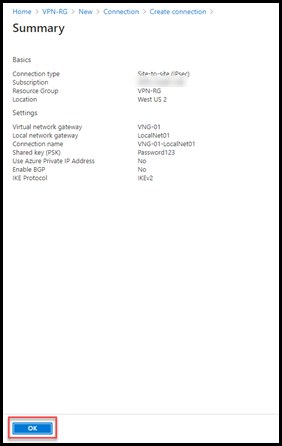 Home > VPN-RG > New > Connection > Create connection >
Summary
Basics
Connection type Site-to-site (IPsec)
Subscription
Resource Group VPN-RG
Location West US 2
Settings
Virtual network gateway VNG-01
Local network gateway LocalNet01
Connection name VNG-01-LocalNet01
Shared key (PSK) Password123
Use Azure Private IP Address No
Enable BGP No
IKE Protocol IKEv2
OK